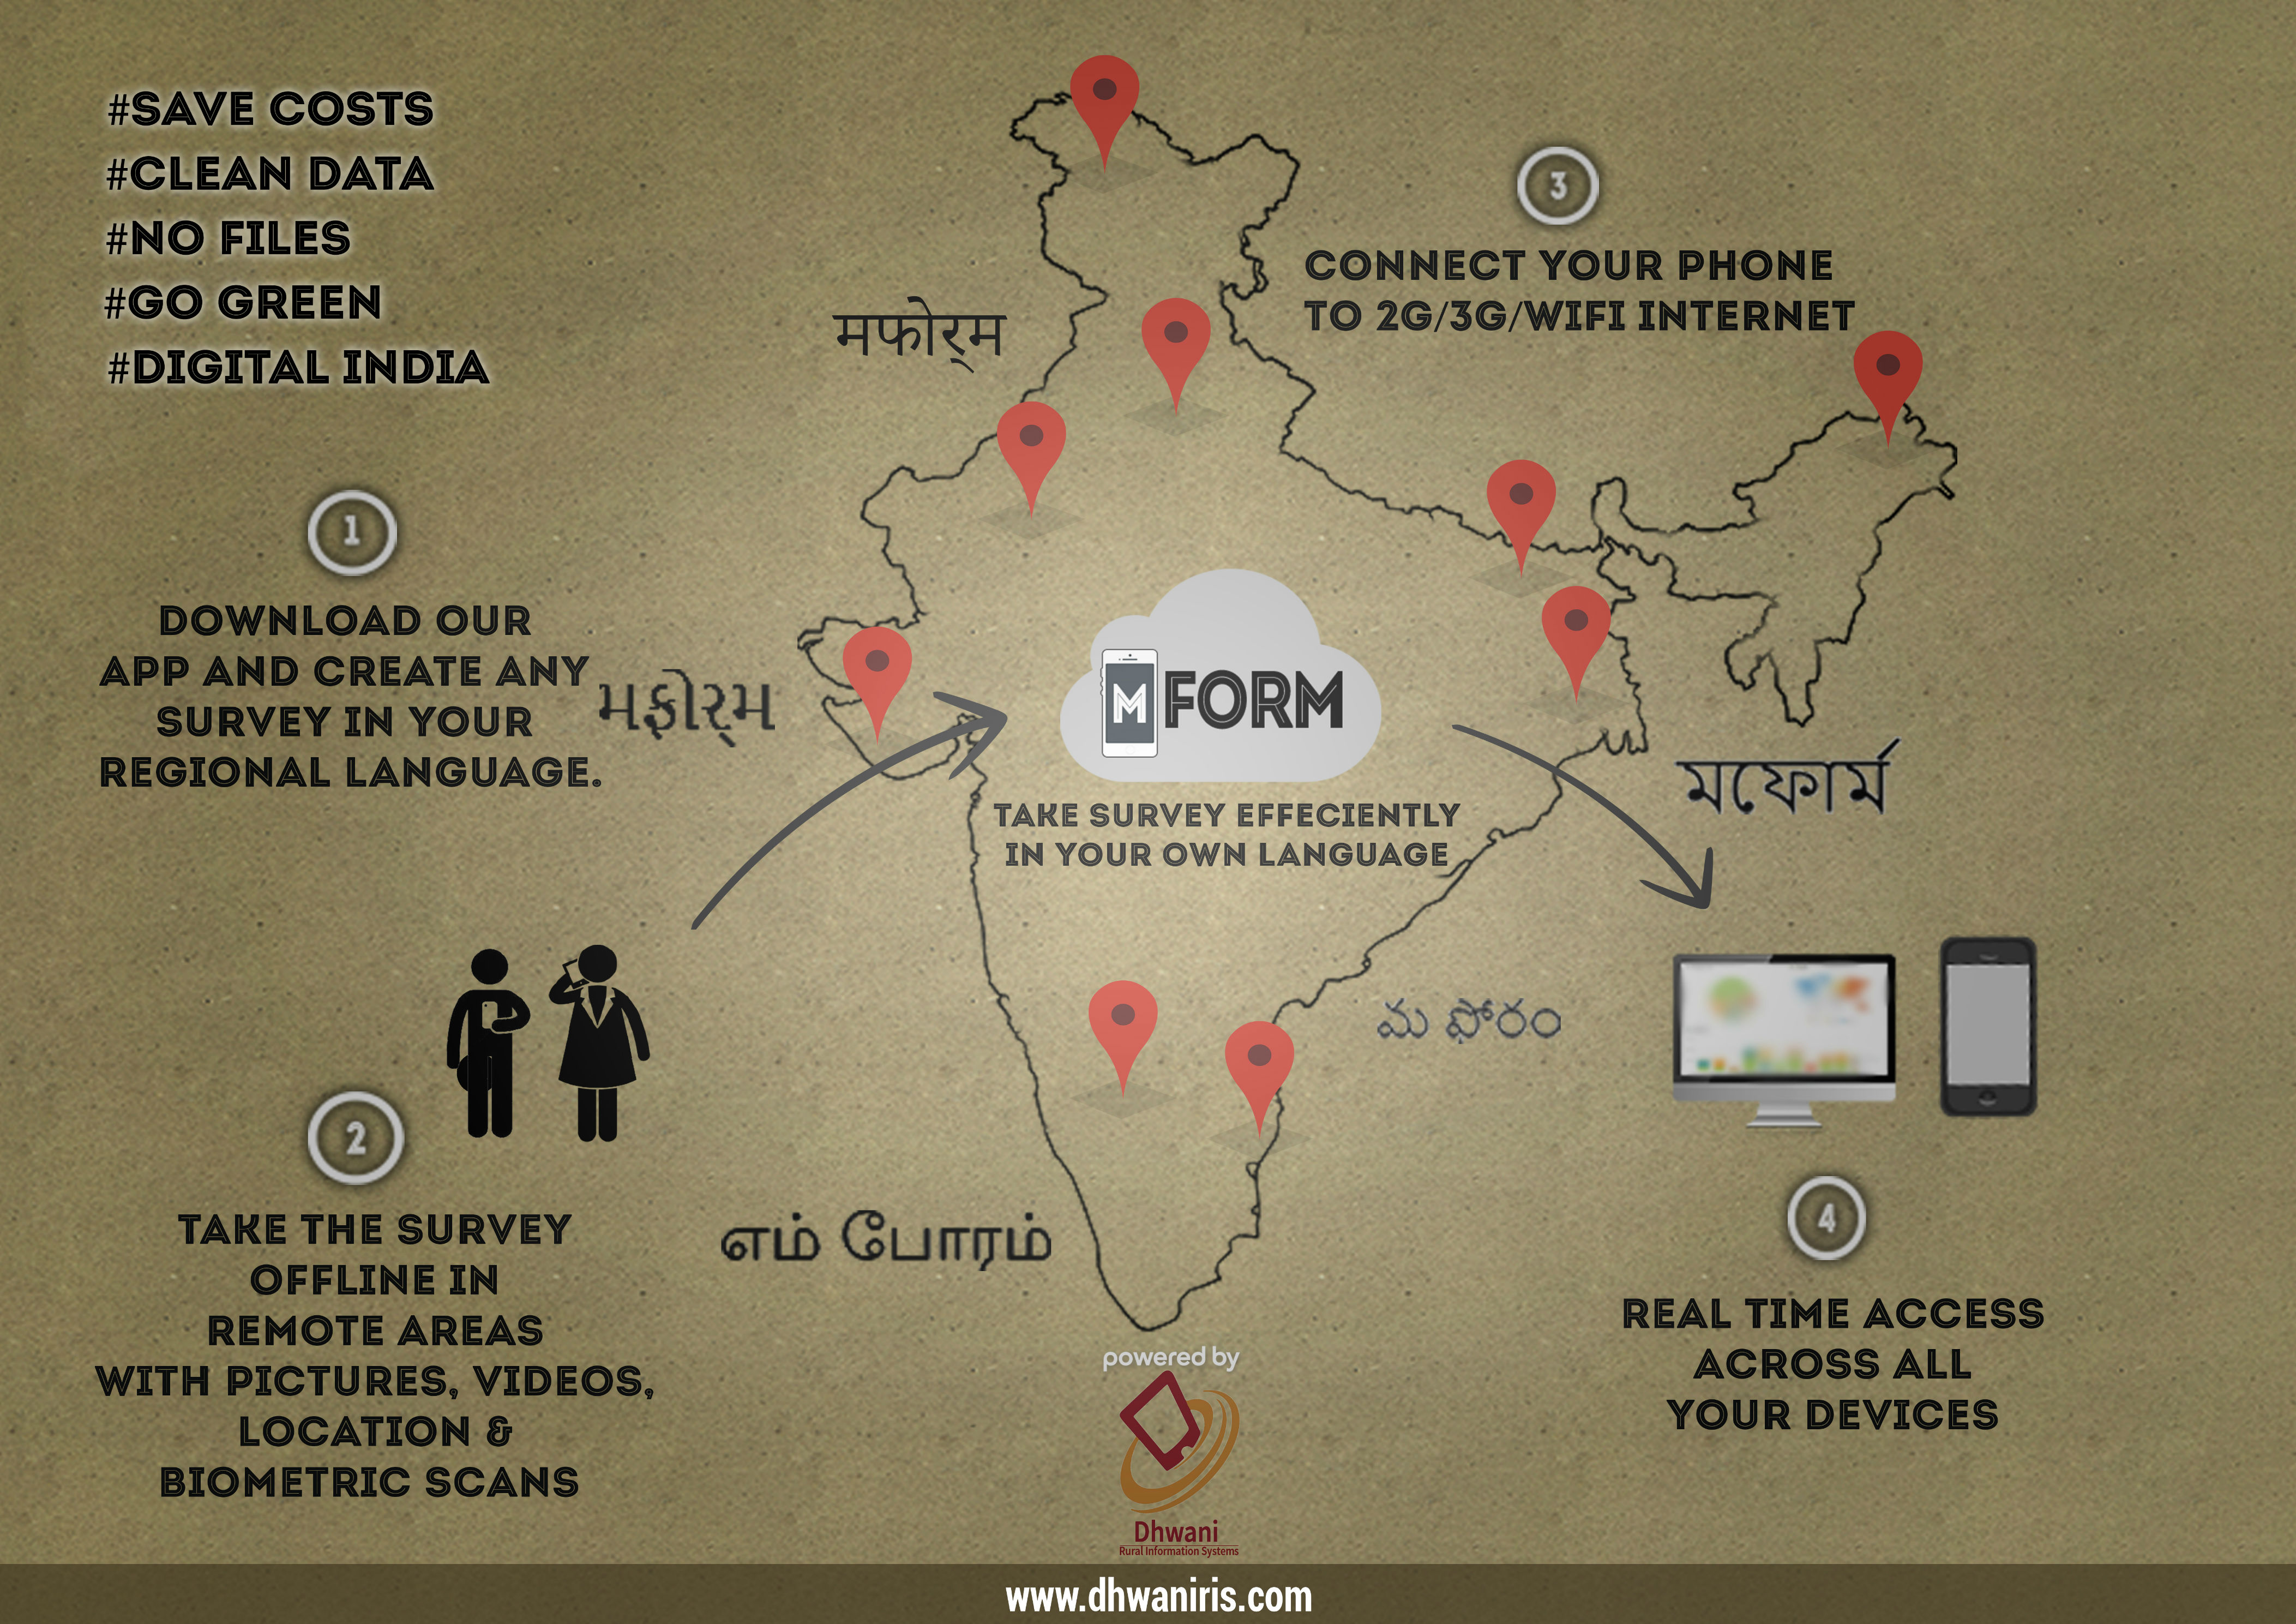 #SAVE COSTS
#CLEAN DATA
#NO FILES
#GO GREEN
#DIGITAL INDIA
1
DOWNLOAD OUR
APP AND CREATE ANY
SURVEY IN YOUR
REGIONAL LANGUAGE.
2
TAKE THE SURVEY
OFFLINE IN
REMOTE AREAS
WITH PICTURES, VIDEOS,
LOCATION &
BIOMETRIC SCANS
मफोर्म
મફોર્મ
M FORM
TAKE SURVEY EFFECIENTLY
IN YOUR OWN LANGUAGE
মফোর্ম
మ ఫోరం
எம் போரம்
3
CONNECT YOUR PHONE
TO 2G/3G/WIFI INTERNET
4
REAL TIME ACCESS
ACROSS ALL
YOUR DEVICES
powered by
Dhwani
Rural Information Systems
www.dhwaniris.com